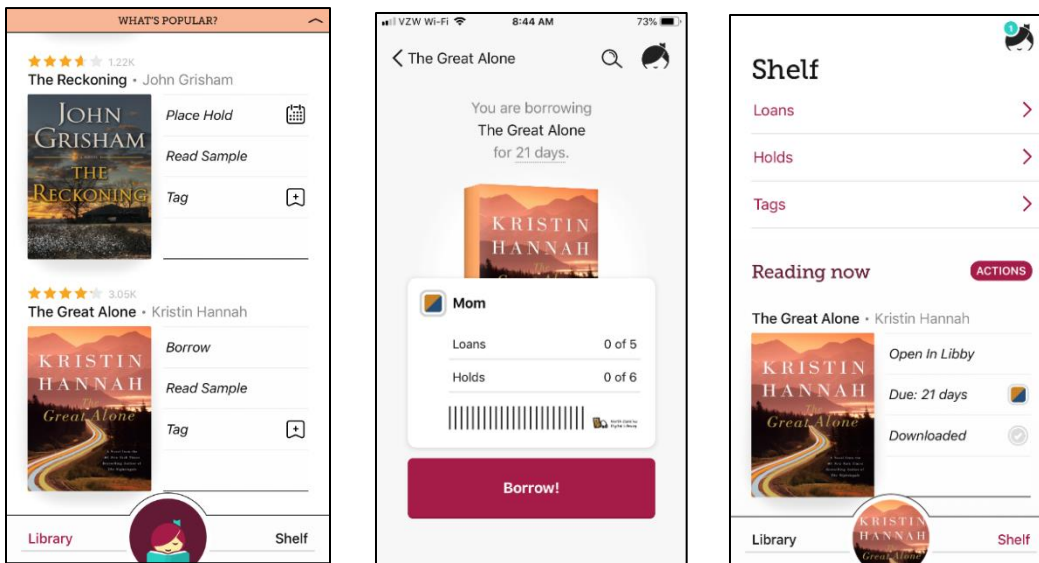 WHAT'S POPULAR?
1.22K
The Reckoning • John Grisham
JOHN
GRISHAM
THE
RECKONING
Place Hold
Read Sample
Tag
3.05K
The Great Alone • Kristin Hannah
KRISTIN
HANNAH
The
Great Alone
Borrow
Read Sample
Tag
Library
Shelf
VZW Wi-Fi
8:44 AM
73%
The Great Alone
You are borrowing
The Great Alone
for 21 days.
KRISTIN
HANNAH
The
Mom
Loans 0 of 5
Holds 0 of 6
Borrow!
1
Shelf
Loans
Holds
Tags
Reading now
ACTIONS
The Great Alone • Kristin Hannah
KRISTIN
HANNAH
The
Great Alone
Open In Libby
Due: 21 days
Downloaded
Library
KRISTIN
HANNAH
Great Alone
Shelf